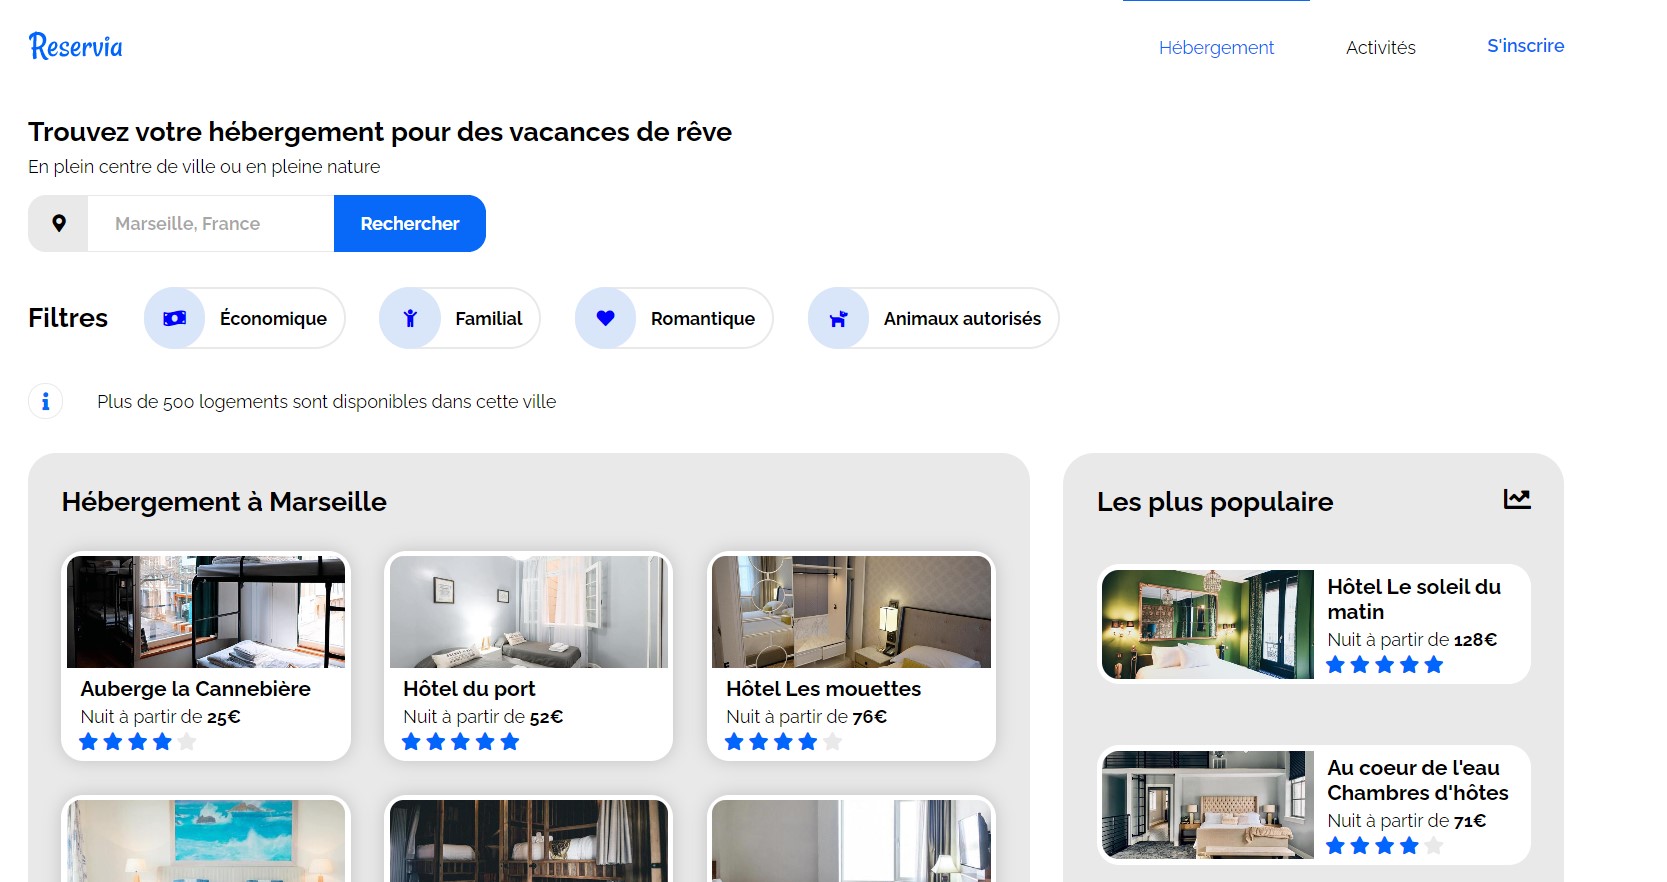 Reservia
Hébergement
Activités
S'inscrire
Trouvez votre hébergement pour des vacances de rêve
En plein centre de ville ou en pleine nature
Marseille, France
Rechercher
Filtres
Économique
Familial
Romantique
Animaux autorisés
Plus de 500 logements sont disponibles dans cette ville
Hébergement à Marseille
Auberge la Cannebière
Nuit à partir de 25€
Hôtel du port
Nuit à partir de 52€
Hôtel Les mouettes
Nuit à partir de 76€
Les plus populaire
Hôtel Le soleil du
matin
Nuit à partir de 128€
Au coeur de l'eau
Chambres d'hôtes
Nuit à partir de 71€